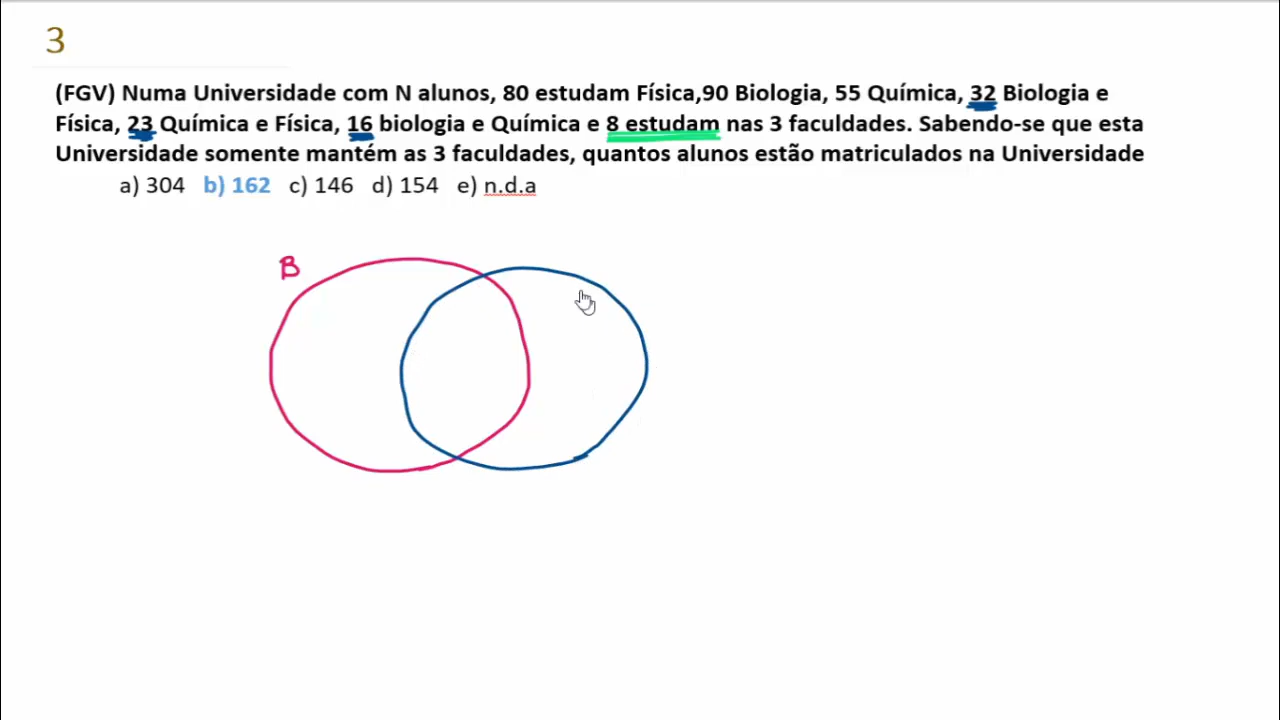 3
(FGV) Numa Universidade com N alunos, 80 estudam Física,90 Biologia, 55 Química, 32 Biologia e
Física, 23 Química e Física, 16 biologia e Química e 8 estudam nas 3 faculdades. Sabendo-se que esta
Universidade somente mantém as 3 faculdades, quantos alunos estão matriculados na Universidade
a) 304 b) 162 c) 146 d) 154 e) n.d.a
B